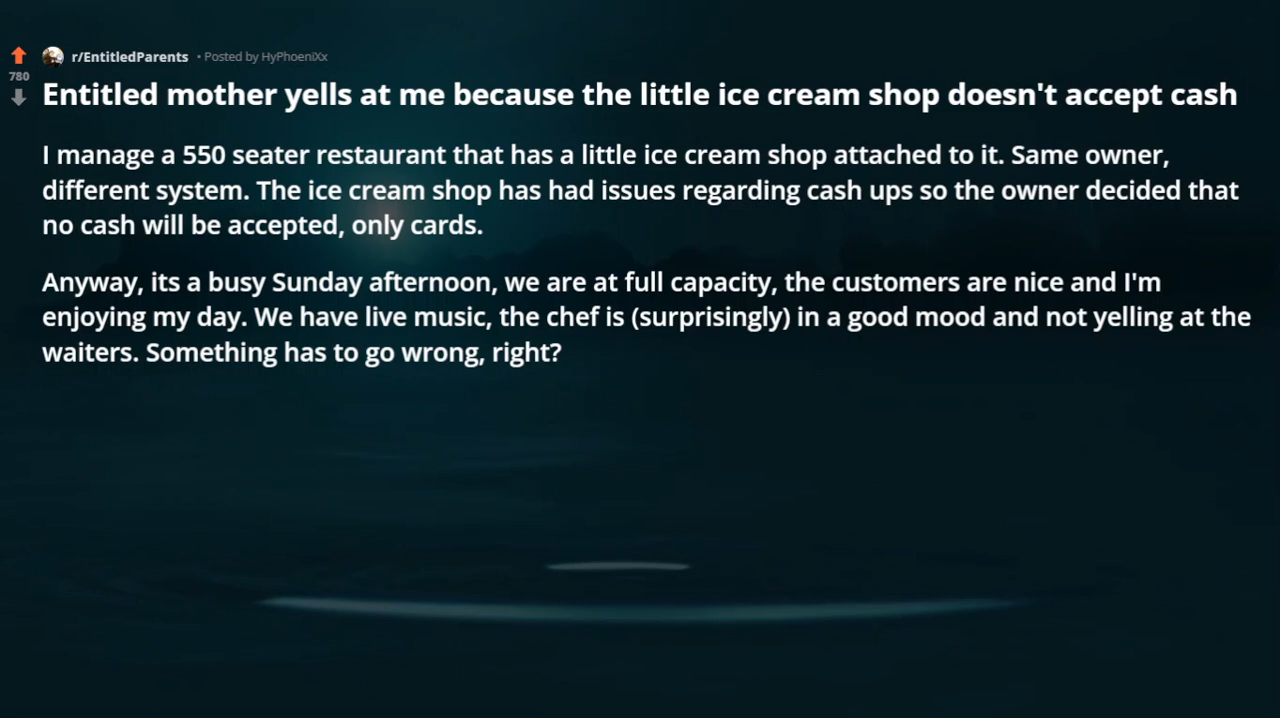 r/EntitledParents • Posted by HyPhoeniXx
780
Entitled mother yells at me because the little ice cream shop doesn't accept cash
I manage a 550 seater restaurant that has a little ice cream shop attached to it. Same owner,
different system. The ice cream shop has had issues regarding cash ups so the owner decided that
no cash will be accepted, only cards.
Anyway, its a busy Sunday afternoon, we are at full capacity, the customers are nice and I'm
enjoying my day. We have live music, the chef is (surprisingly) in a good mood and not yelling at the
waiters. Something has to go wrong, right?